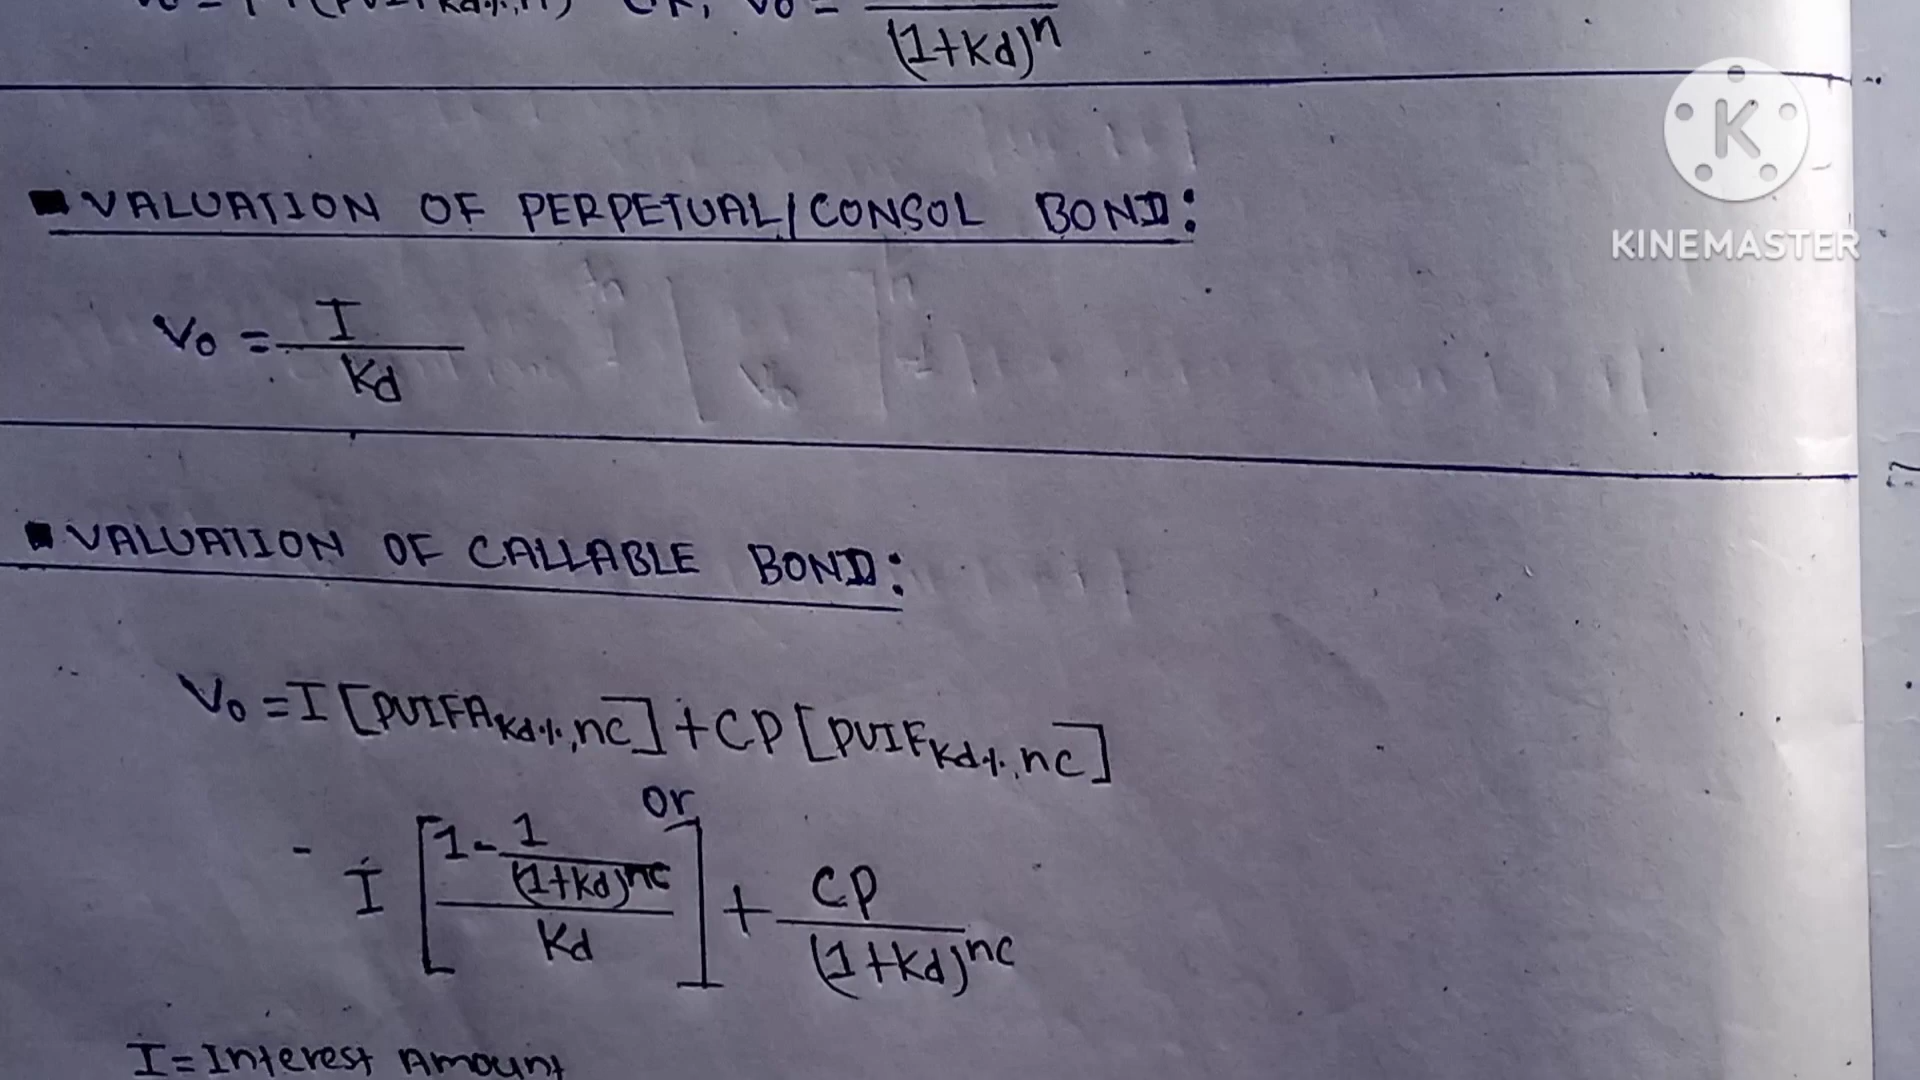 (1+kd)^n
K
KINEMASTER
VALUATION OF PERPETUAL/CONSOL BOND:
V₀ = I / Kd
VALUATION OF CALLABLE BOND:
V₀ = I [PVIFA Kd%, nc] + CP [PVIF Kd%, nc]
or
I [ (1 - 1/(1+kd)^nc) / Kd ] + CP / (1+kd)^nc
I = Interest Amount